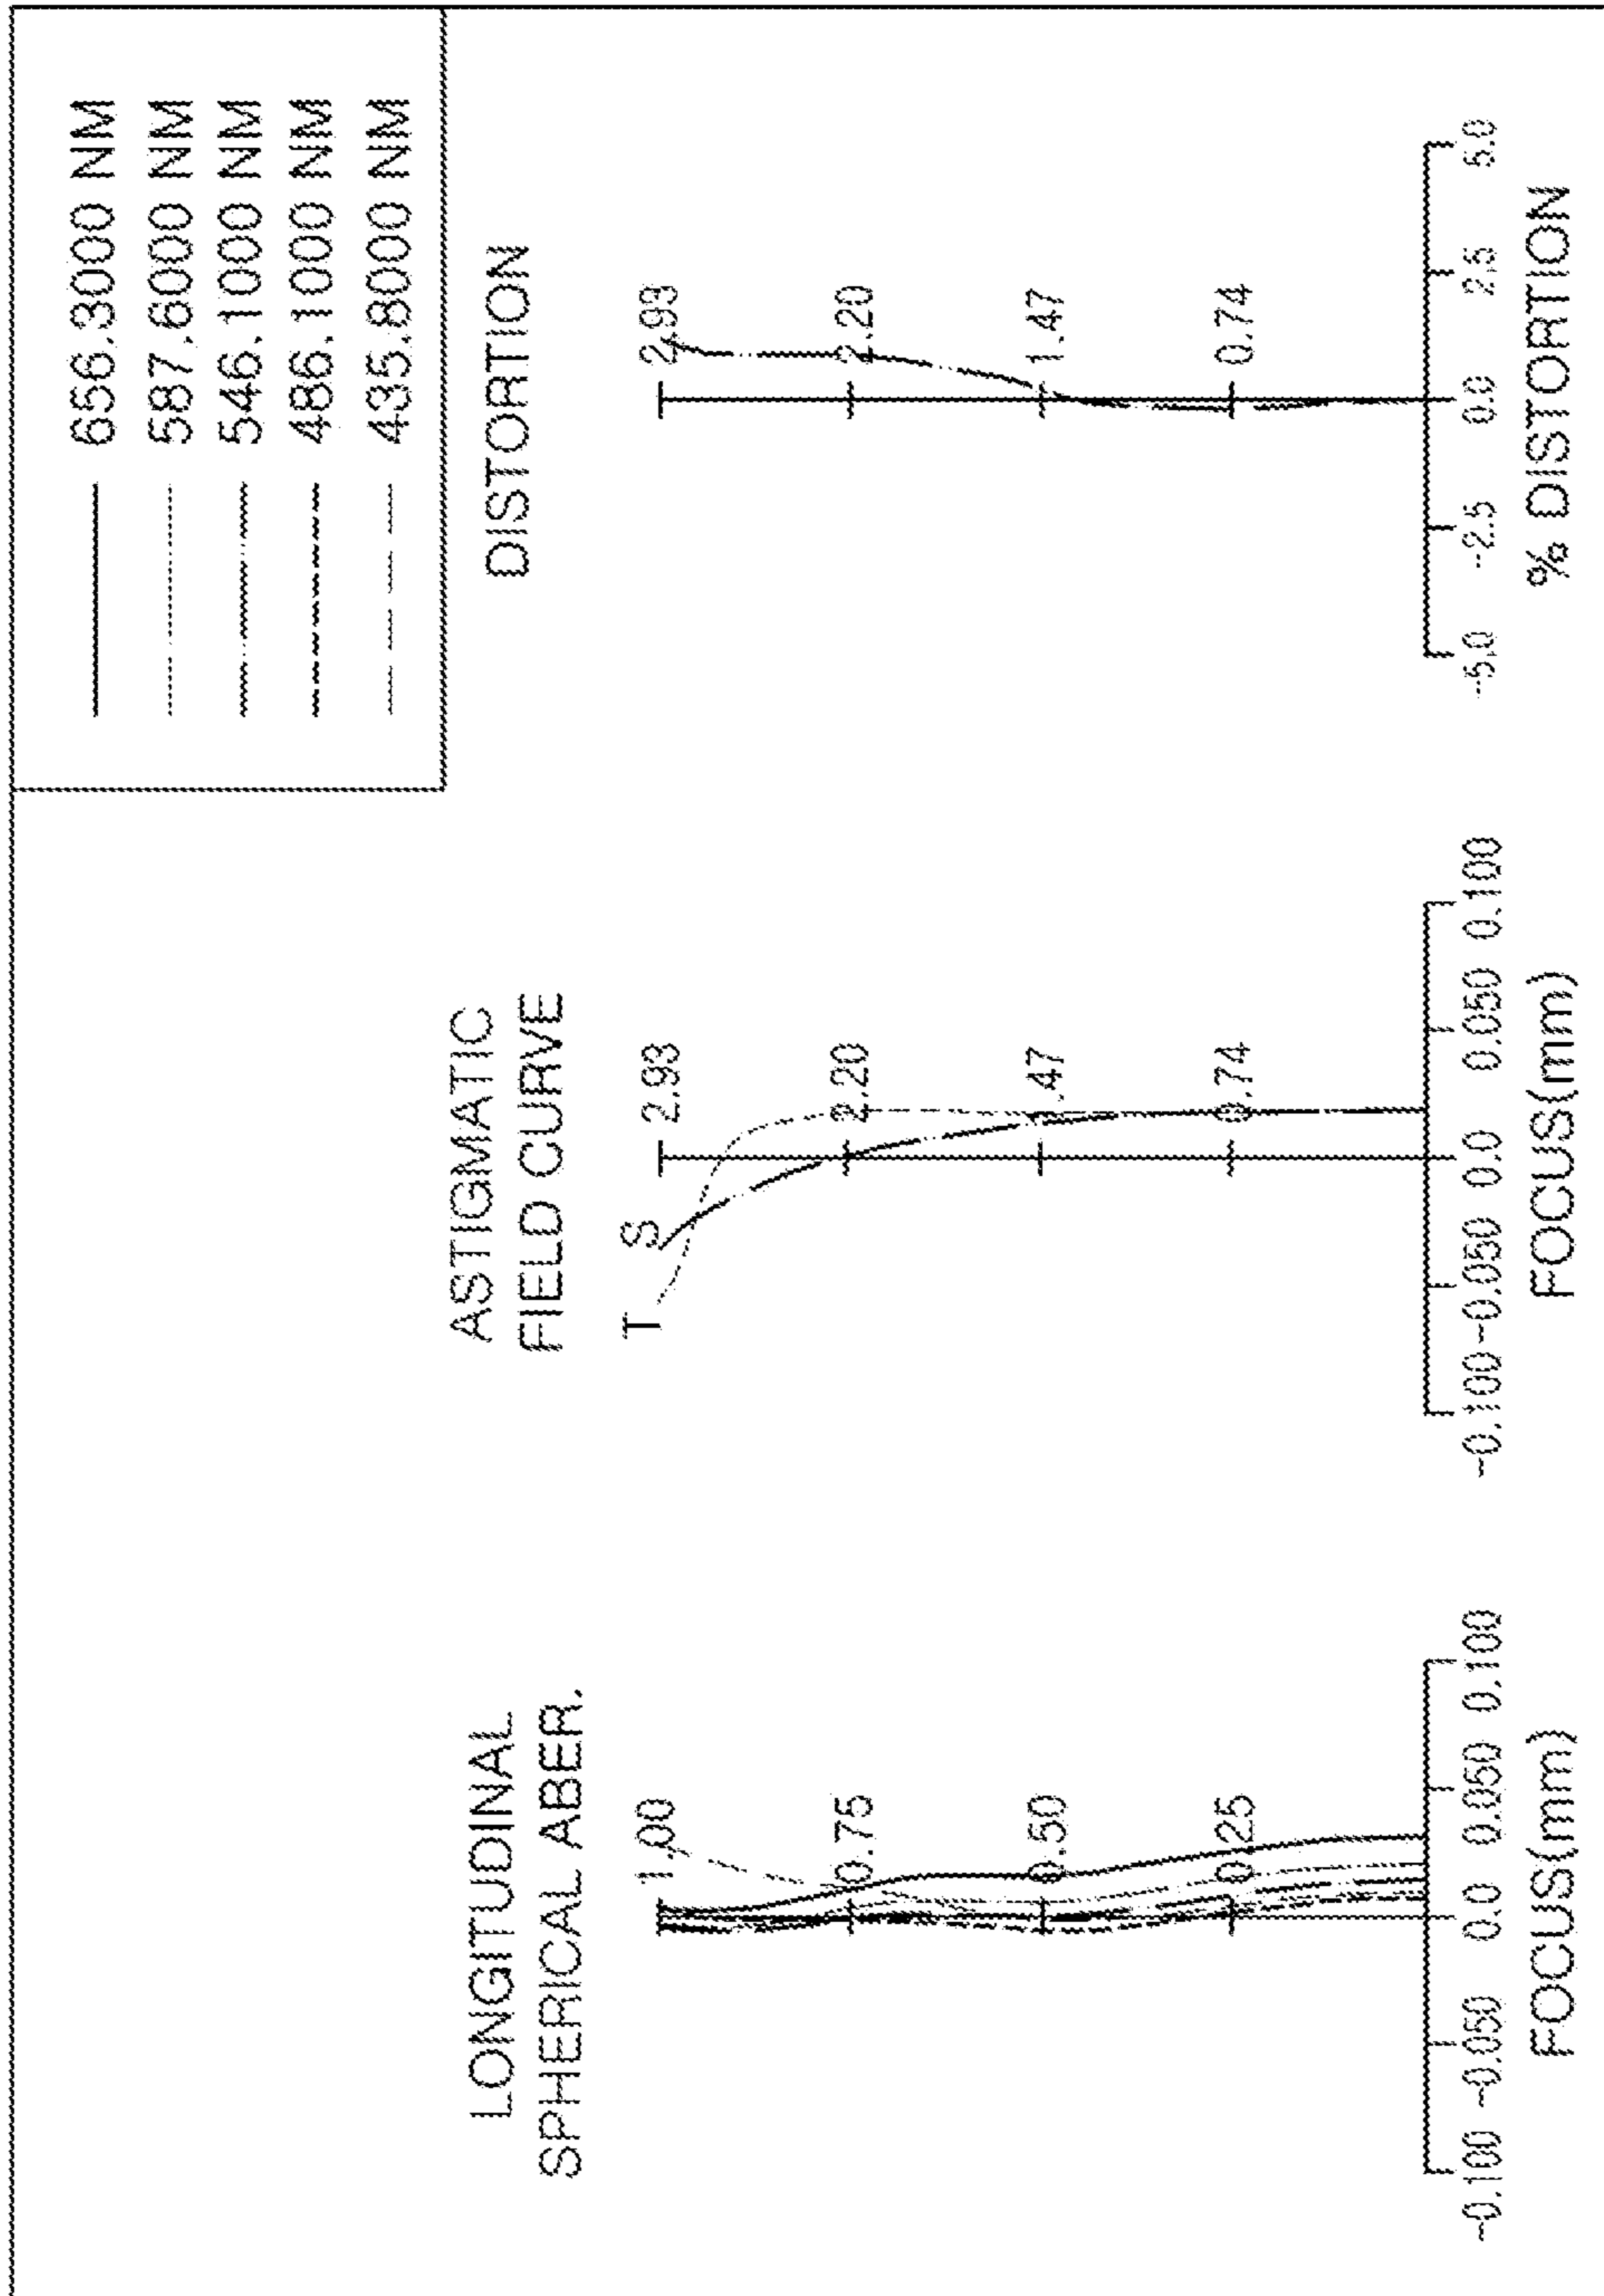 656.3000 NM
587.6000 NM
546.1000 NM
486.1000 NM
435.8000 NM
LONGITUDINAL
SPHERICAL ABER.
1.00
0.75
0.50
0.25
-0.100 -0.050 0.0 0.050 0.100
FOCUS(mm)
ASTIGMATIC
FIELD CURVE
T S
2.93
2.20
1.47
0.74
-0.100 -0.050 0.0 0.050 0.100
FOCUS(mm)
DISTORTION
2.93
2.20
1.47
0.74
-5.0 -2.5 0.0 2.5 5.0
% DISTORTION